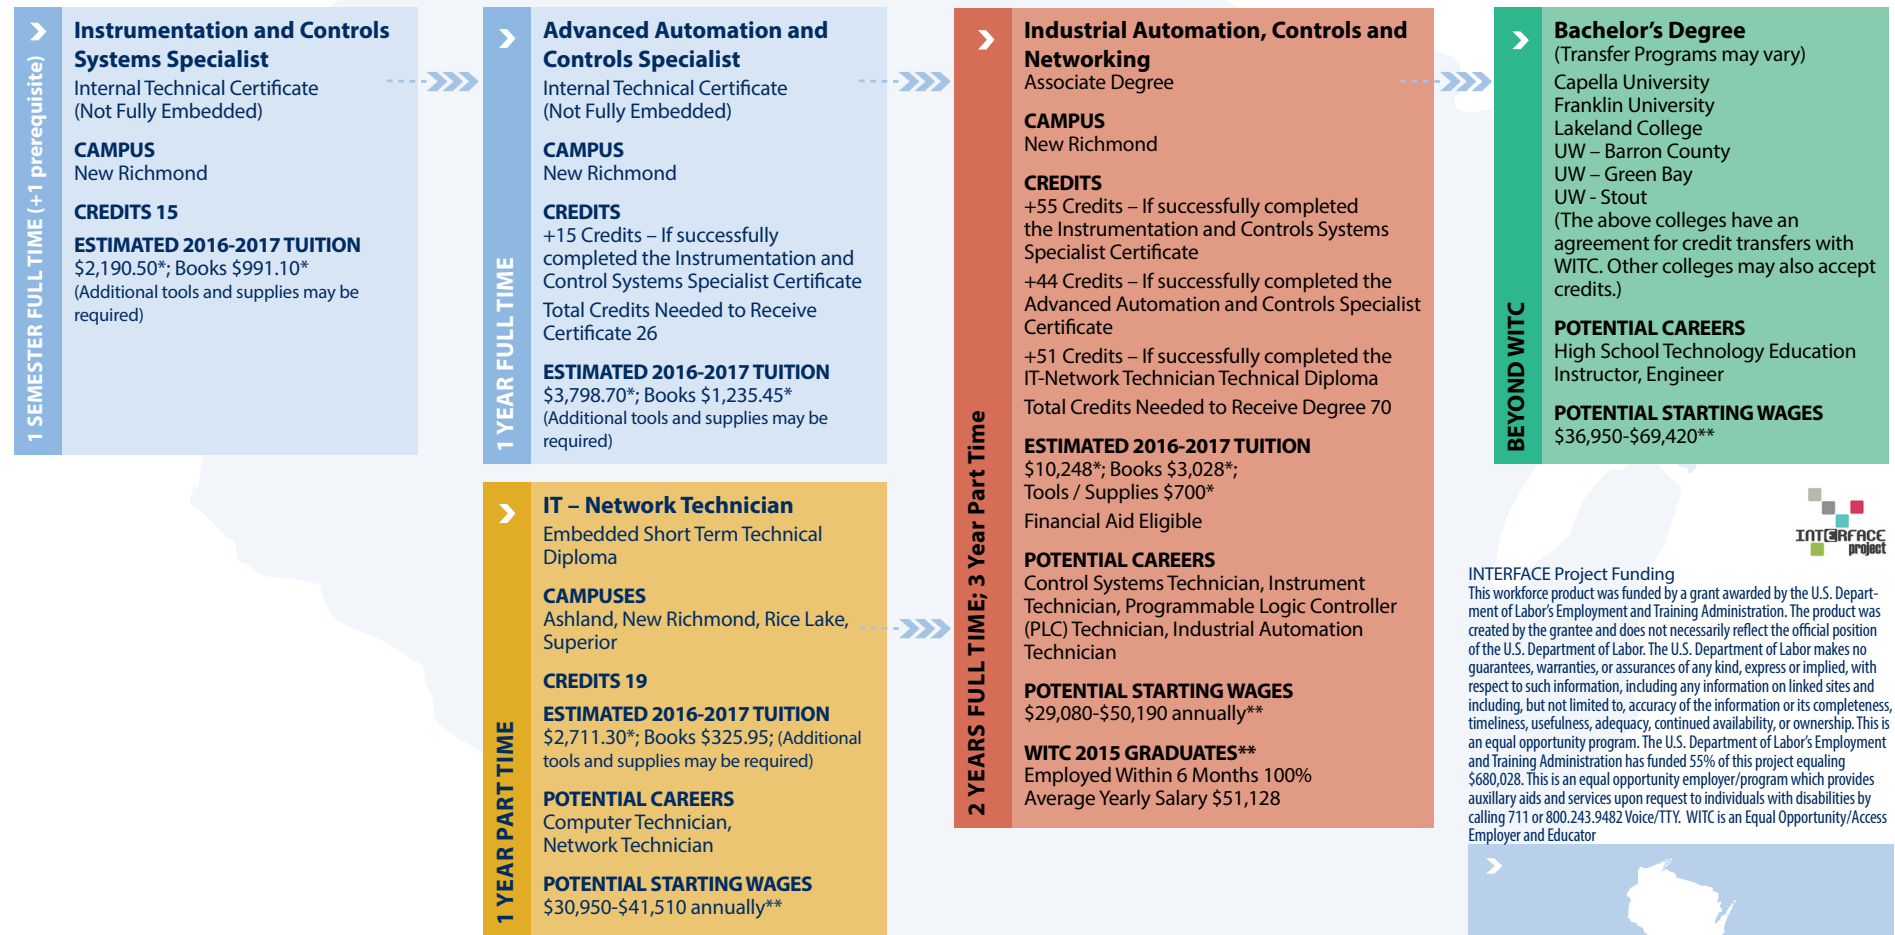 1 SEMESTER FULL TIME (+1 prerequisite)
Instrumentation and Controls
Systems Specialist
Internal Technical Certificate
(Not Fully Embedded)
CAMPUS
New Richmond
CREDITS 15
ESTIMATED 2016-2017 TUITION
$2,190.50*; Books $991.10*
(Additional tools and supplies may be
required)
1 YEAR FULL TIME
Advanced Automation and
Controls Specialist
Internal Technical Certificate
(Not Fully Embedded)
CAMPUS
New Richmond
CREDITS
+15 Credits – If successfully
completed the Instrumentation and
Control Systems Specialist Certificate
Total Credits Needed to Receive
Certificate 26
ESTIMATED 2016-2017 TUITION
$3,798.70*; Books $1,235.45*
(Additional tools and supplies may be
required)
1 YEAR PART TIME
IT – Network Technician
Embedded Short Term Technical
Diploma
CAMPUSES
Ashland, New Richmond, Rice Lake,
Superior
CREDITS 19
ESTIMATED 2016-2017 TUITION
$2,711.30*; Books $325.95; (Additional
tools and supplies may be required)
POTENTIAL CAREERS
Computer Technician,
Network Technician
POTENTIAL STARTING WAGES
$30,950-$41,510 annually**
2 YEARS FULL TIME; 3 Year Part Time
Industrial Automation, Controls and
Networking
Associate Degree
CAMPUS
New Richmond
CREDITS
+55 Credits – If successfully completed
the Instrumentation and Controls Systems
Specialist Certificate
+44 Credits – If successfully completed the
Advanced Automation and Controls Specialist
Certificate
+51 Credits – If successfully completed the
IT-Network Technician Technical Diploma
Total Credits Needed to Receive Degree 70
ESTIMATED 2016-2017 TUITION
$10,248*; Books $3,028*;
Tools / Supplies $700*
Financial Aid Eligible
POTENTIAL CAREERS
Control Systems Technician, Instrument
Technician, Programmable Logic Controller
(PLC) Technician, Industrial Automation
Technician
POTENTIAL STARTING WAGES
$29,080-$50,190 annually**
WITC 2015 GRADUATES**
Employed Within 6 Months 100%
Average Yearly Salary $51,128
BEYOND WITC
Bachelor’s Degree
(Transfer Programs may vary)
Capella University
Franklin University
Lakeland College
UW – Barron County
UW – Green Bay
UW - Stout
(The above colleges have an
agreement for credit transfers with
WITC. Other colleges may also accept
credits.)
POTENTIAL CAREERS
High School Technology Education
Instructor, Engineer
POTENTIAL STARTING WAGES
$36,950-$69,420**
INTERFACE
project
INTERFACE Project Funding
This workforce product was funded by a grant awarded by the U.S. Depart-
ment of Labor’s Employment and Training Administration. The product was
created by the grantee and does not necessarily reflect the official position
of the U.S. Department of Labor. The U.S. Department of Labor makes no
guarantees, warranties, or assurances of any kind, express or implied, with
respect to such information, including any information on linked sites and
including, but not limited to, accuracy of the information or its completeness,
timeliness, usefulness, adequacy, continued availability, or ownership. This is
an equal opportunity program. The U.S. Department of Labor’s Employment
and Training Administration has funded 55% of this project equaling
$680,028. This is an equal opportunity employer/program which provides
auxillary aids and services upon request to individuals with disabilities by
calling 711 or 800.243.9482 Voice/TTY. WITC is an Equal Opportunity/Access
Employer and Educator